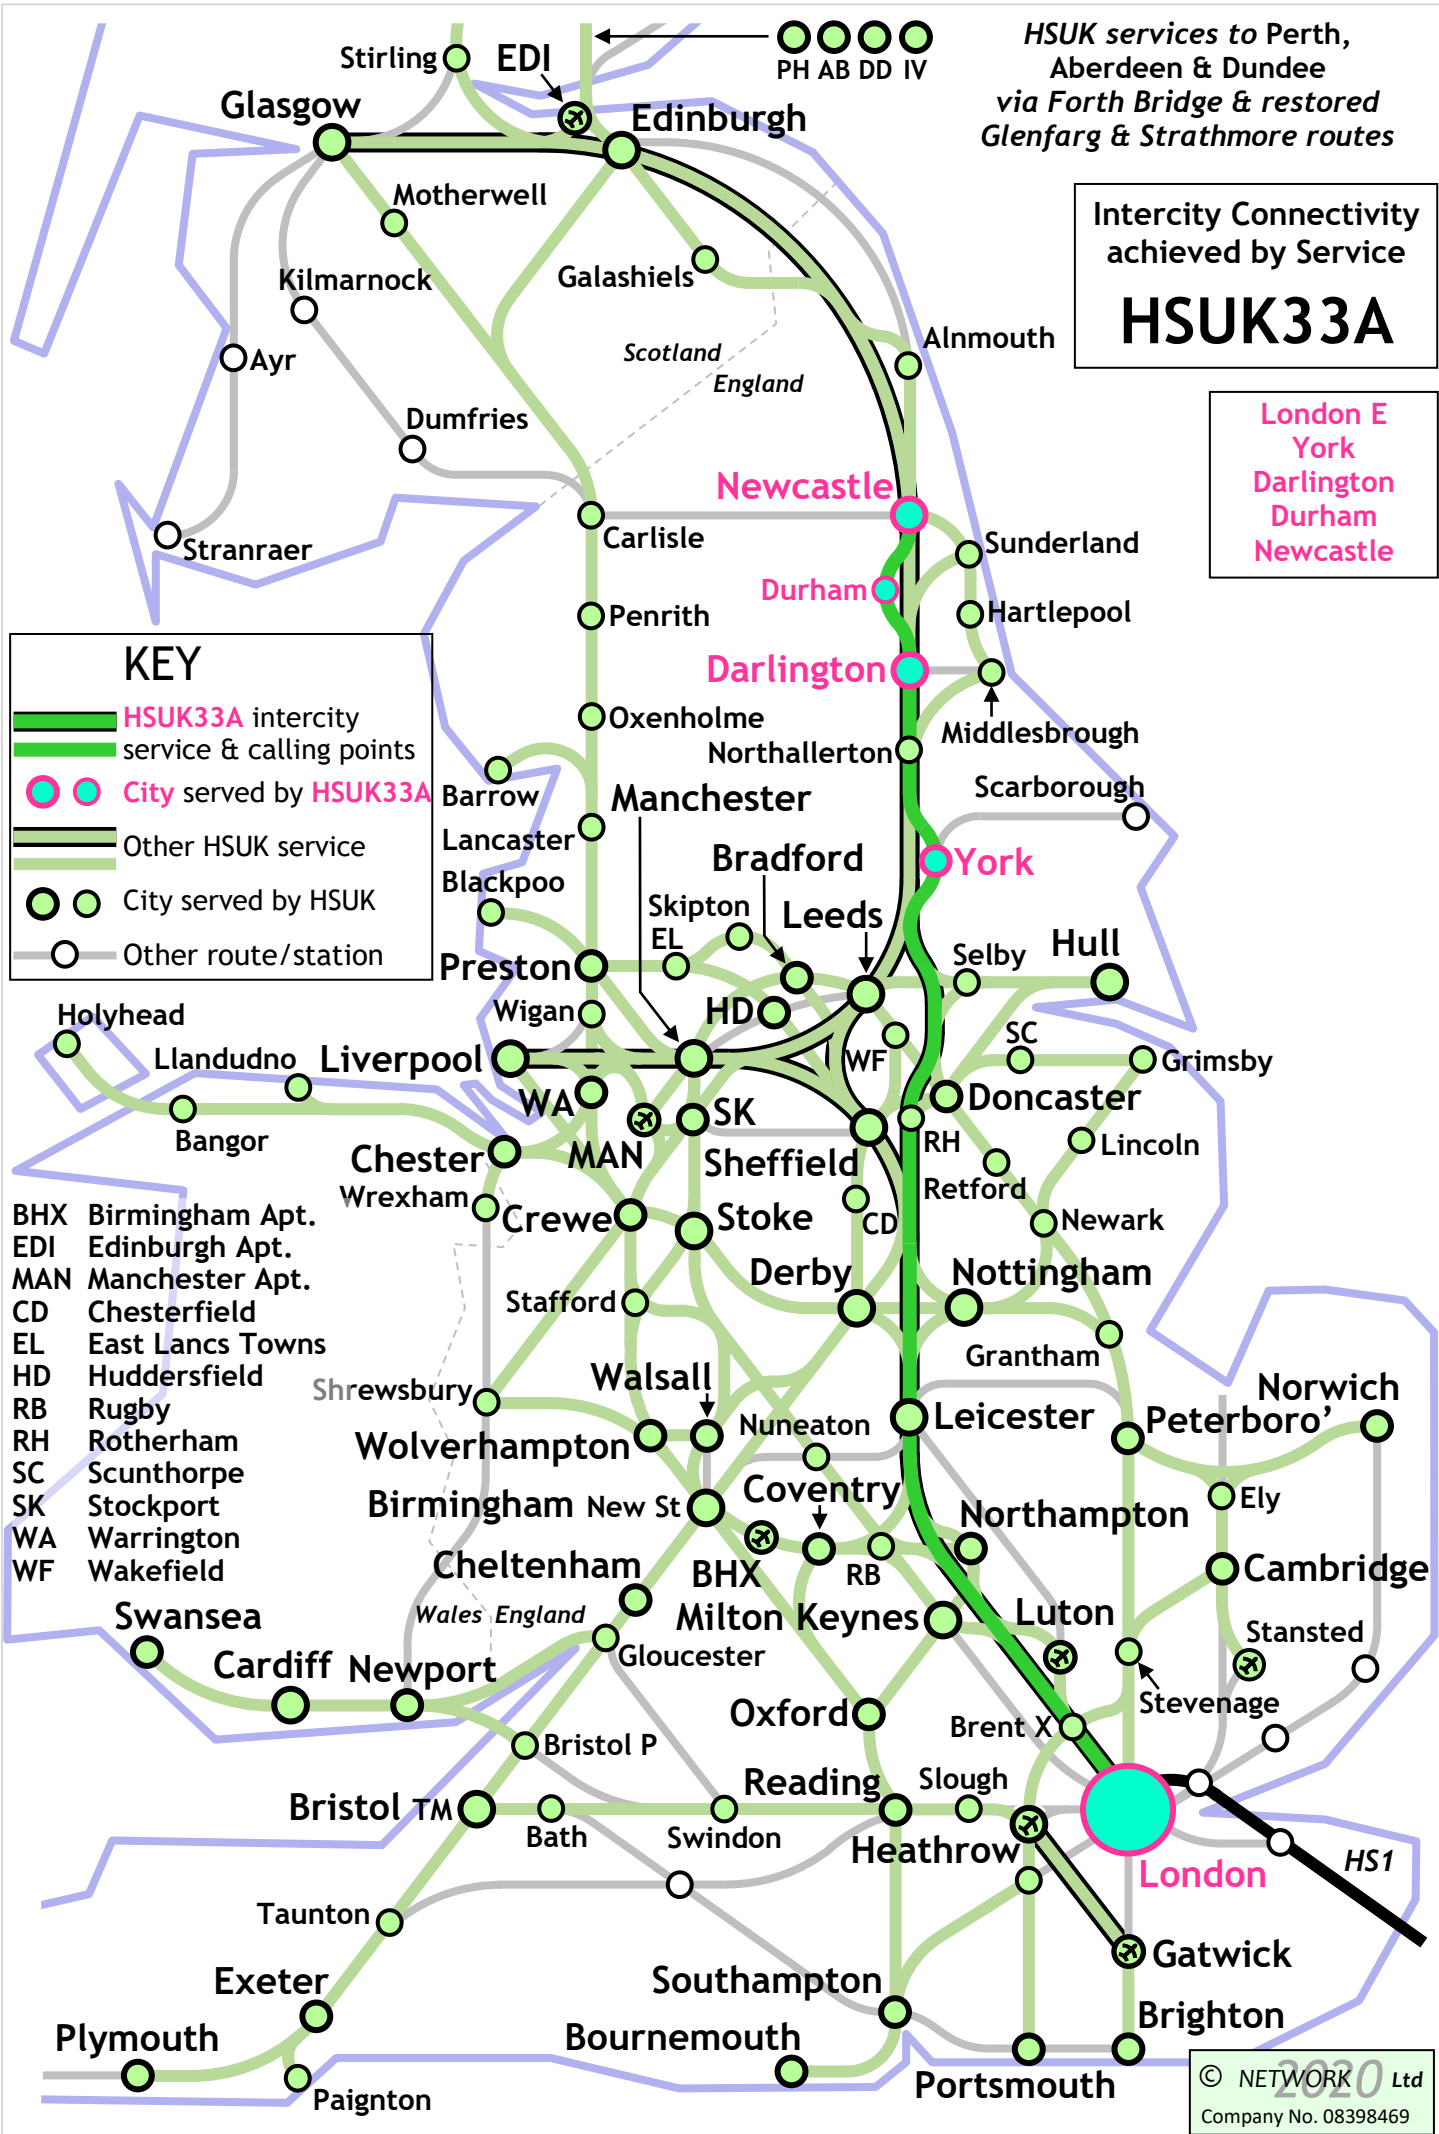 Stirling
EDI
PH AB DD IV
HSUK services to Perth,
Aberdeen & Dundee
via Forth Bridge & restored
Glenfarg & Strathmore routes
Glasgow
Edinburgh
Intercity Connectivity
achieved by Service
HSUK33A
Motherwell
Galashiels
Kilmarnock
Ayr
Scotland
England
Alnmouth
London E
York
Darlington
Durham
Newcastle
Dumfries
Newcastle
Stranraer
Carlisle
Sunderland
Durham
Penrith
Hartlepool
KEY
HSUK33A intercity
service & calling points
City served by HSUK33A
Other HSUK service
City served by HSUK
Other route/station
Darlington
Oxenholme
Northallerton
Middlesbrough
Barrow
Manchester
Scarborough
Lancaster
Bradford
York
Blackpoo
Skipton
EL
Leeds
Selby
Hull
Preston
Wigan
HD
Holyhead
Llandudno
Liverpool
WF
SC
Grimsby
WA
Doncaster
Bangor
MAN
SK
RH
Lincoln
Chester
Sheffield
Retford
Wrexham
Crewe
Stoke
CD
Newark
BHX Birmingham Apt.
EDI Edinburgh Apt.
MAN Manchester Apt.
CD Chesterfield
EL East Lancs Towns
HD Huddersfield
RB Rugby
RH Rotherham
SC Scunthorpe
SK Stockport
WA Warrington
WF Wakefield
Derby
Nottingham
Stafford
Grantham
Shrewsbury
Walsall
Norwich
Nuneaton
Leicester
Peterboro’
Wolverhampton
Coventry
Ely
Birmingham New St
Northampton
BHX
RB
Cambridge
Cheltenham
Wales England
Milton Keynes
Luton
Swansea
Stansted
Gloucester
Cardiff
Newport
Stevenage
Oxford
Brent X
Bristol P
Reading
Slough
Bristol TM
Bath
Swindon
Heathrow
London
HS1
Taunton
Gatwick
Exeter
Southampton
Brighton
Plymouth
Bournemouth
Paignton
Portsmouth
© NETWORK 2020 Ltd
Company No. 08398469